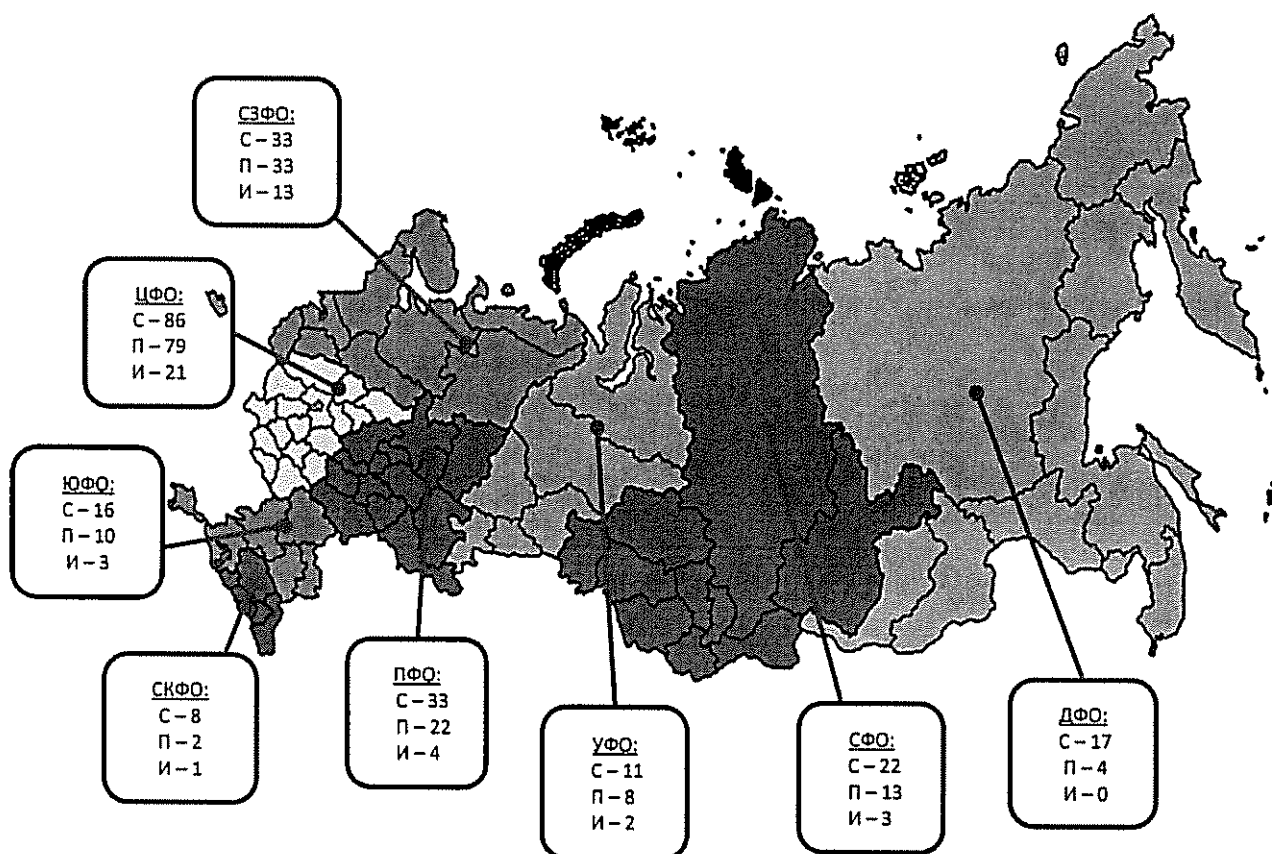 СЗФО:
С – 33
П – 33
И – 13
ЦФО:
С – 86
П – 79
И – 21
ЮФО:
С – 16
П – 10
И – 3
СКФО:
С – 8
П – 2
И – 1
ПФО:
С – 33
П – 22
И – 4
УФО:
С – 11
П – 8
И – 2
СФО:
С – 22
П – 13
И – 3
ДФО:
С – 17
П – 4
И – 0